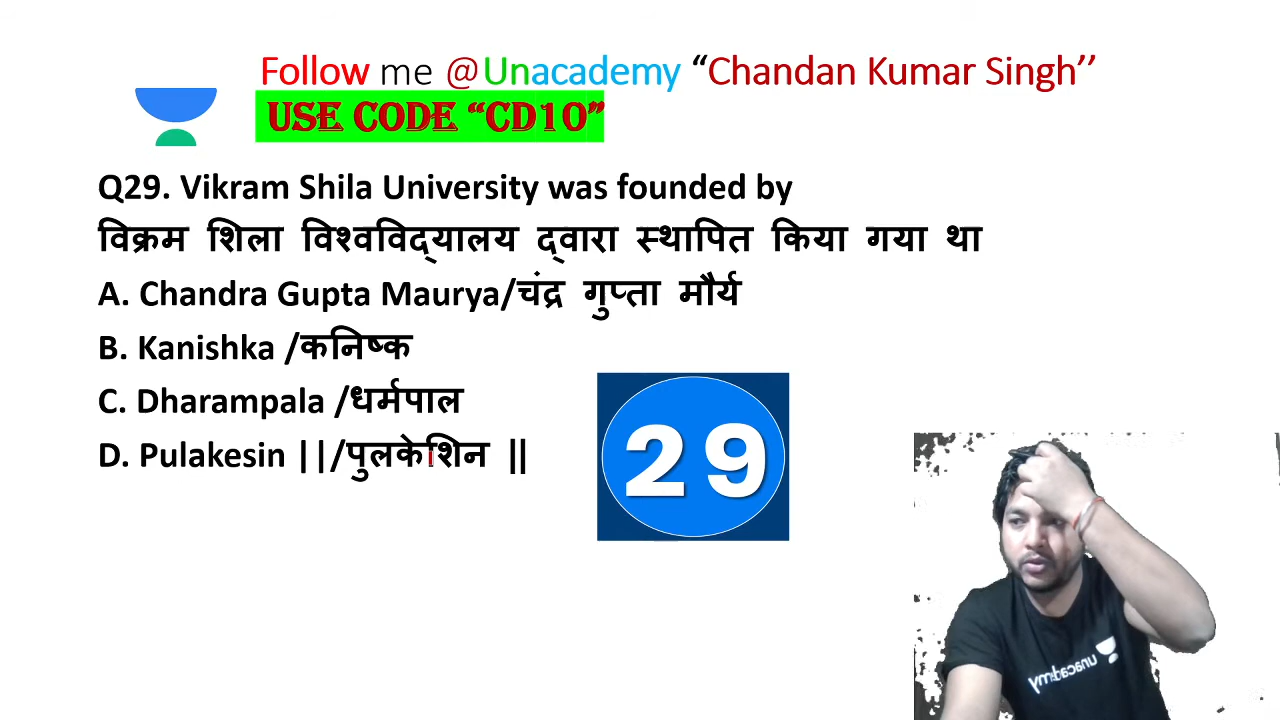 Follow me @Unacademy “Chandan Kumar Singh’’
USE CODE “CD10”
Q29. Vikram Shila University was founded by
विक्रम शिला विश्वविद्यालय द्वारा स्थापित किया गया था
A. Chandra Gupta Maurya/चंद्र गुप्ता मौर्य
B. Kanishka /कनिष्क
C. Dharampala /धर्मपाल
D. Pulakesin ||/पुलकेशिन ||
29
unacademy